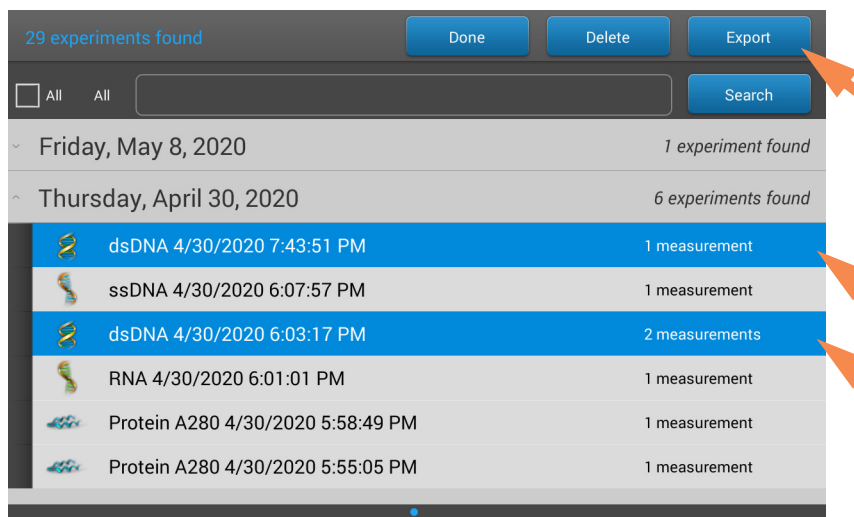 29 experiments found Done Delete Export
All All Search
Friday, May 8, 2020 1 experiment found
Thursday, April 30, 2020 6 experiments found
dsDNA 4/30/2020 7:43:51 PM 1 measurement
ssDNA 4/30/2020 6:07:57 PM 1 measurement
dsDNA 4/30/2020 6:03:17 PM 2 measurements
RNA 4/30/2020 6:01:01 PM 1 measurement
Protein A280 4/30/2020 5:58:49 PM 1 measurement
Protein A280 4/30/2020 5:55:05 PM 1 measurement